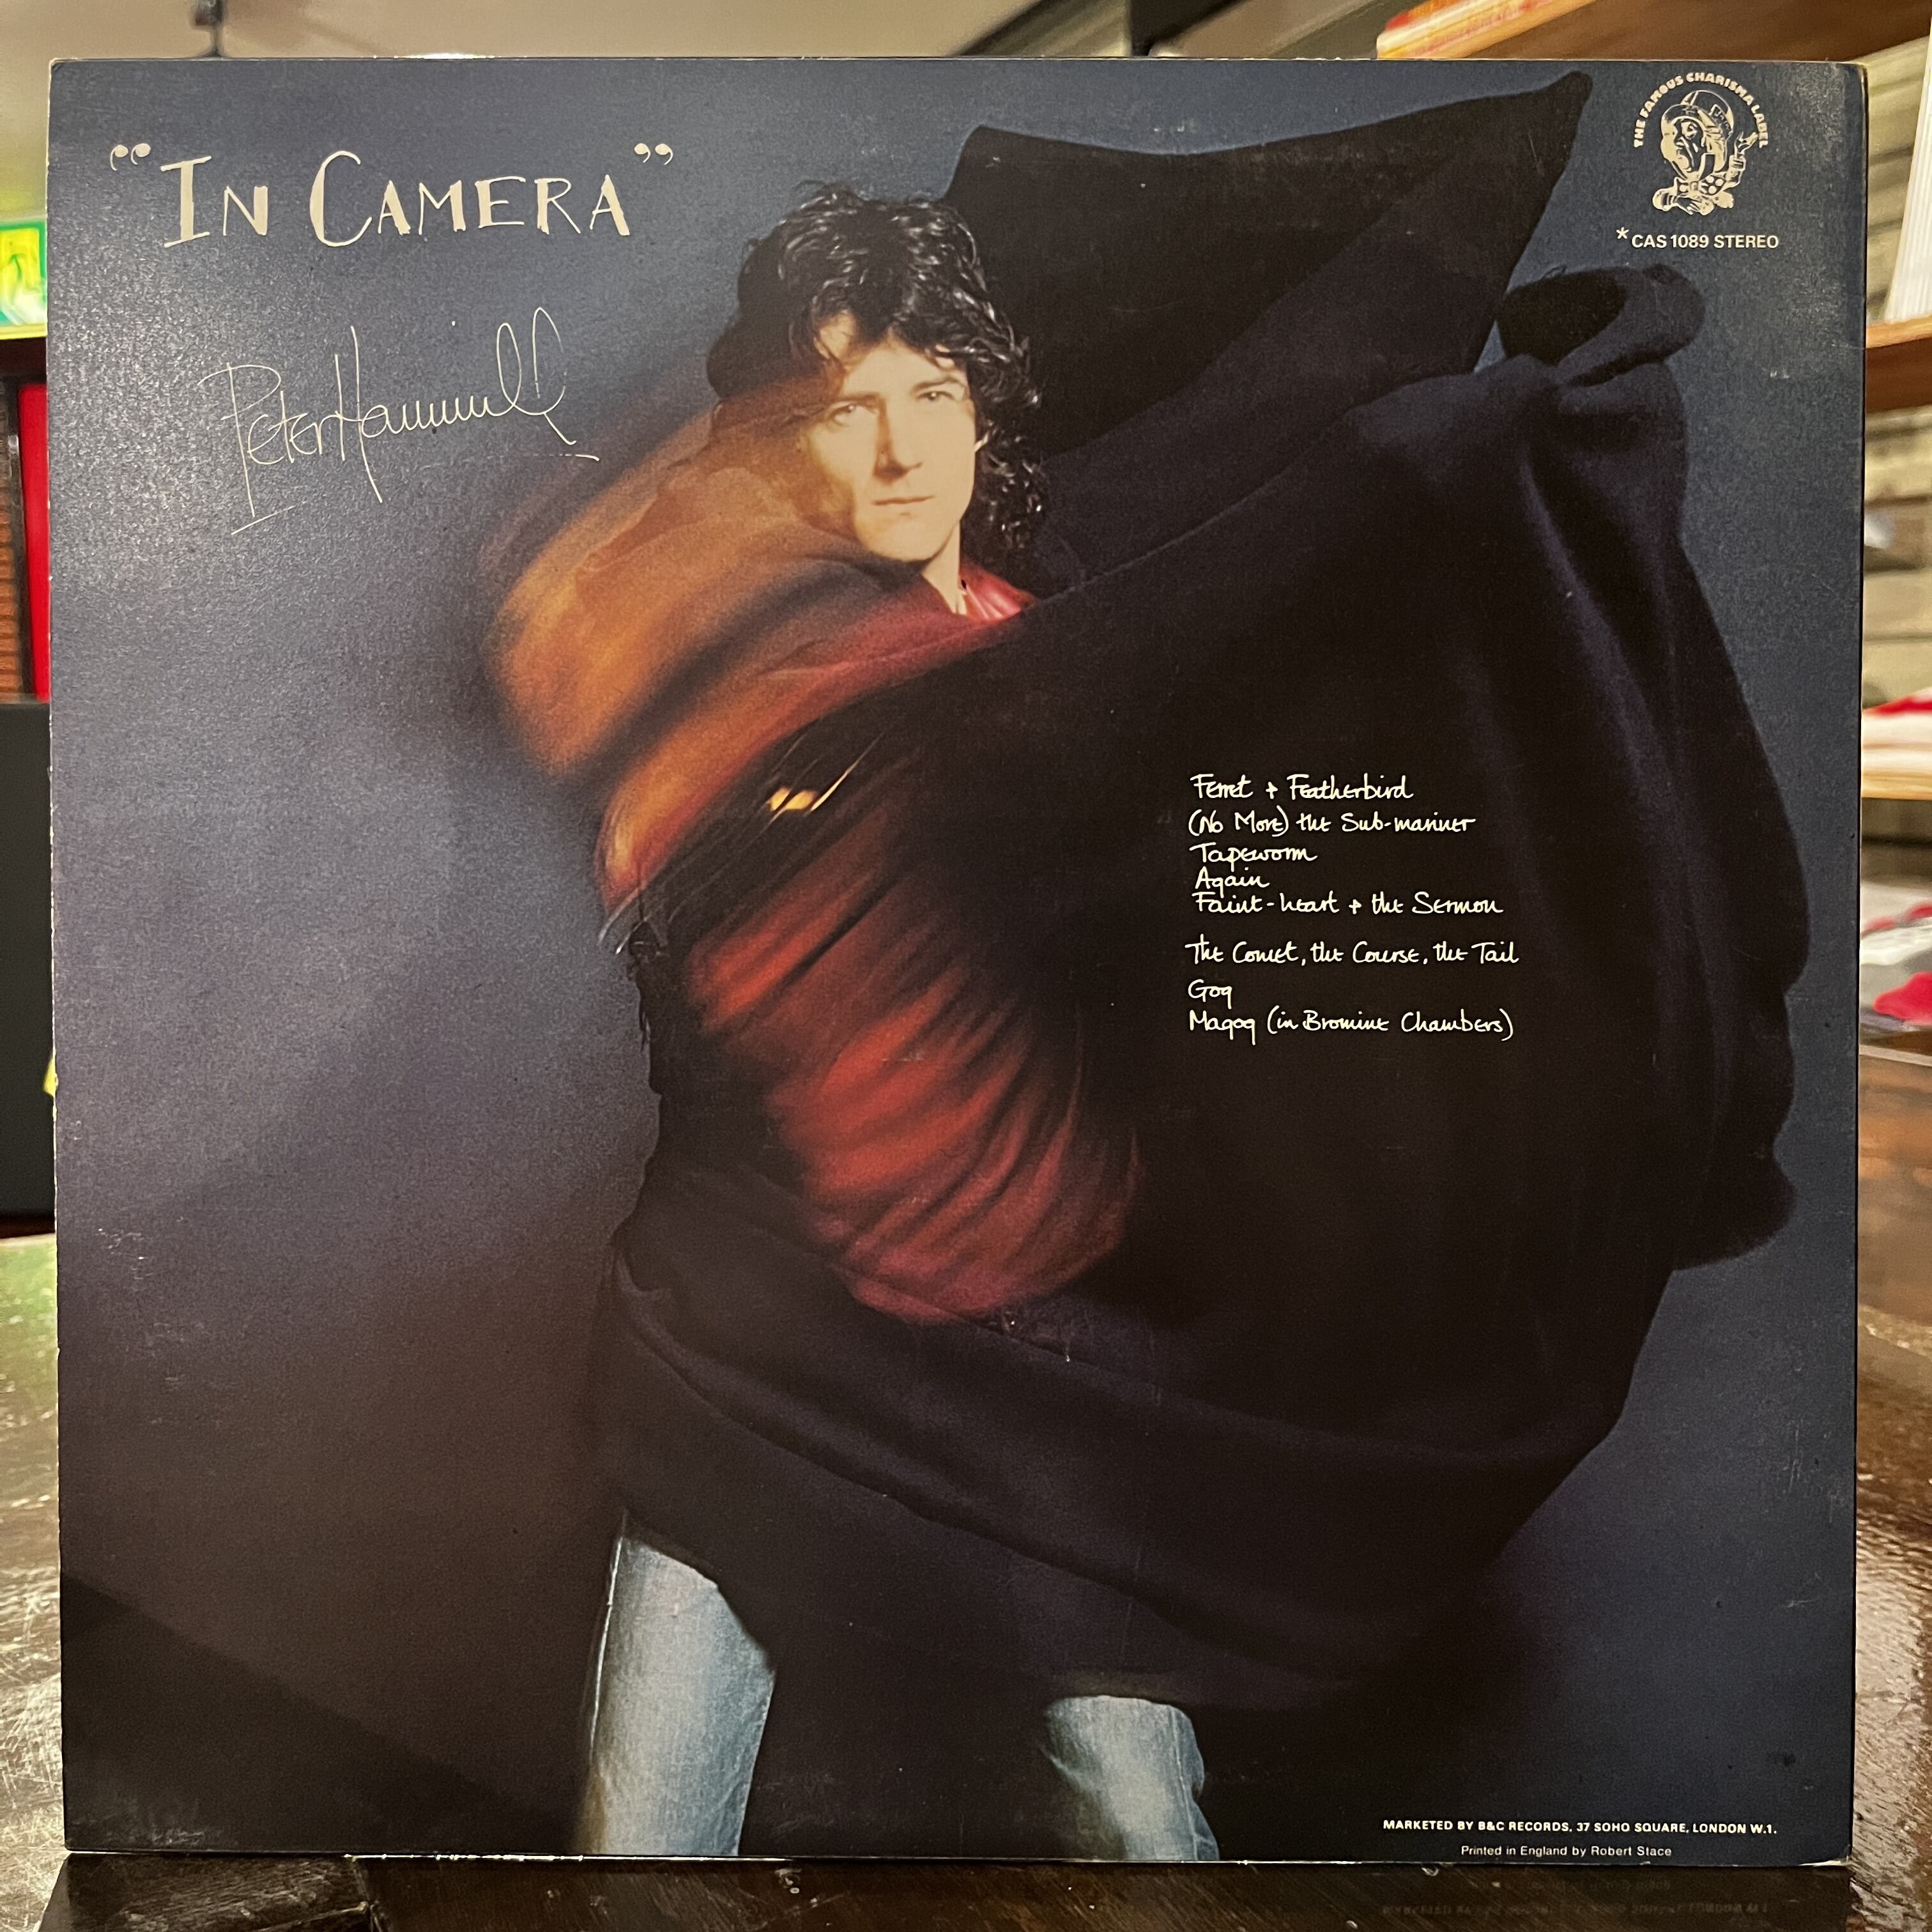 “In Camera”
Peter Hammill
THE FAMOUS CHARISMA LABEL
* CAS 1089 STEREO
Ferret + Featherbird
(No More) the Sub-mariner
Tapeworm
Again
Faint-heart + the Sermon
The Comet, the Course, the Tail
Gog
Magog (in Bromine Chambers)
MARKETED BY B&C RECORDS, 37 SOHO SQUARE, LONDON W.1.
Printed in England by Robert Stace